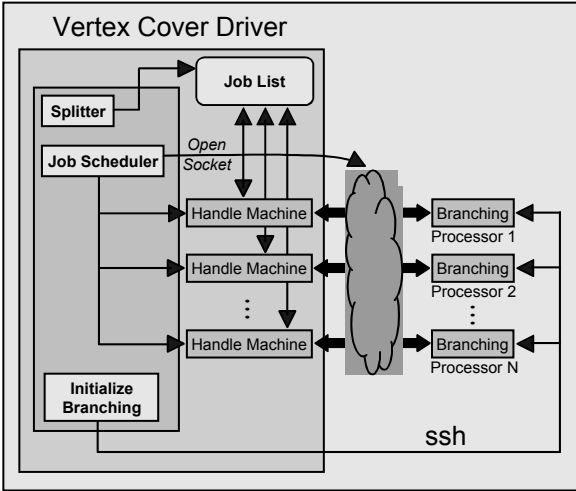 Vertex Cover Driver
Job List
Splitter
Open
Socket
Job Scheduler
Handle Machine
Branching
Processor 1
Handle Machine
Branching
Processor 2
Handle Machine
Branching
Processor N
Initialize
Branching
ssh